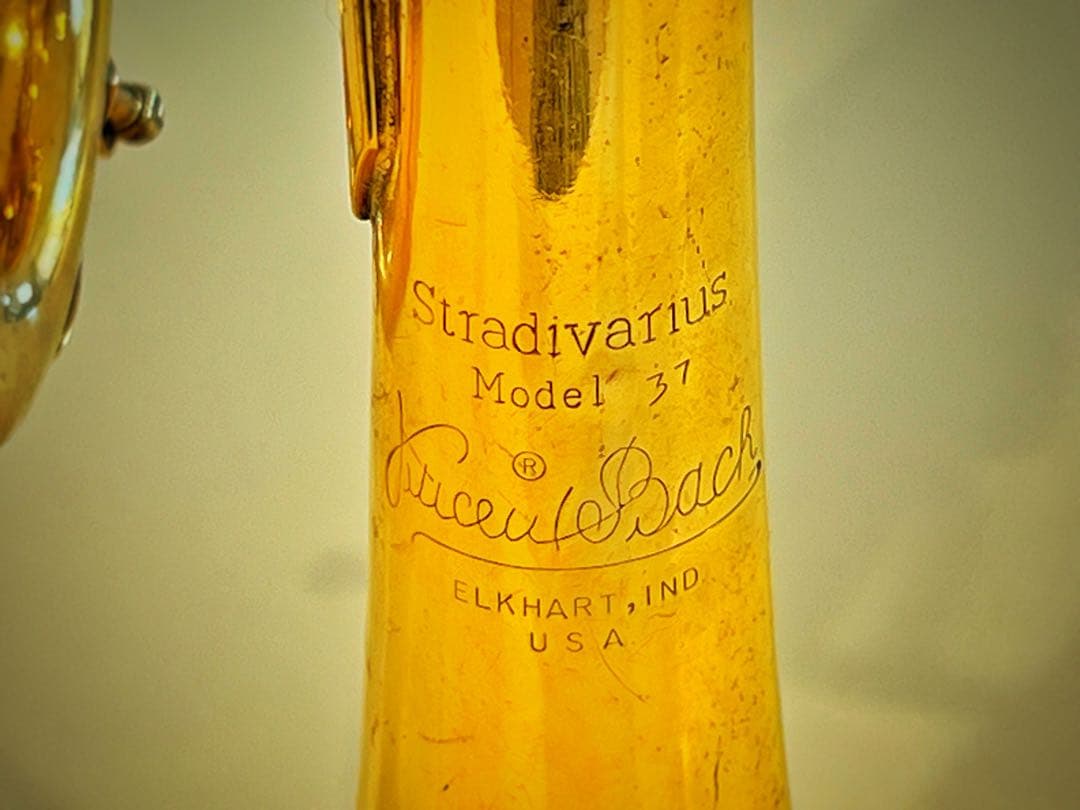 Stradivarius
Model 37
®
Vincent Bach
ELKHART, IND
USA